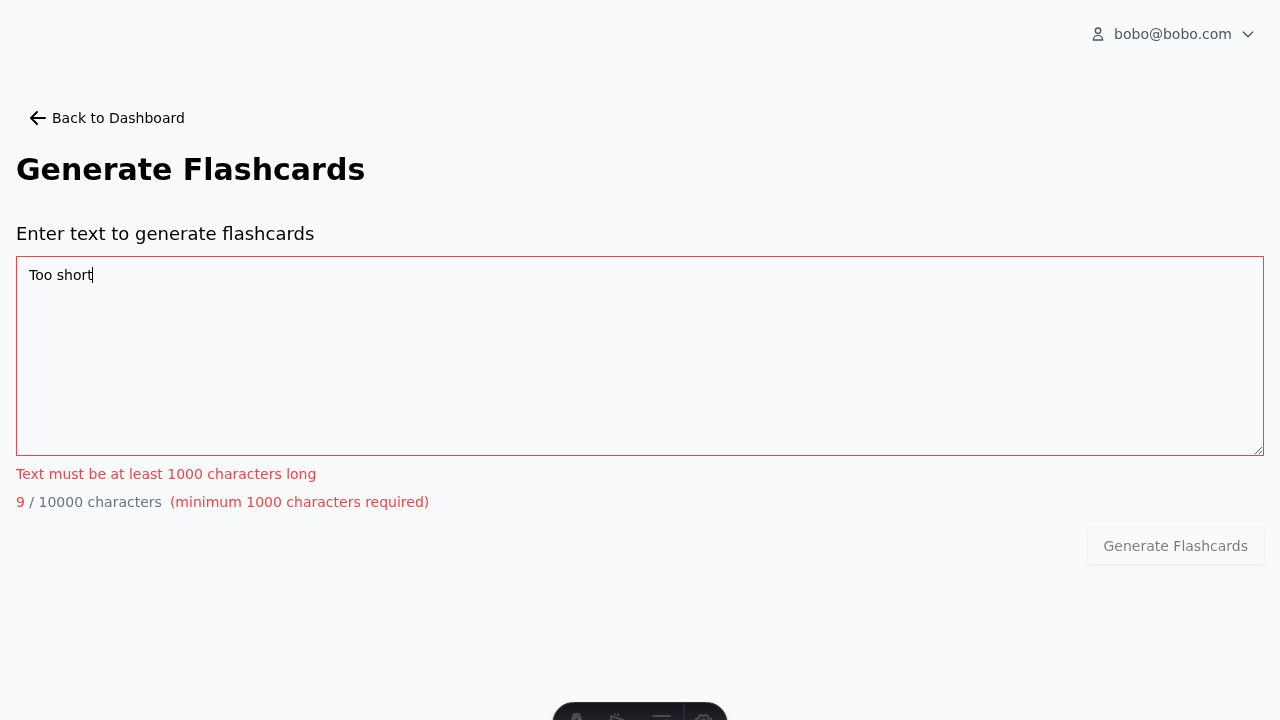 bobo@bobo.com
Back to Dashboard
Generate Flashcards
Enter text to generate flashcards
Too short
Text must be at least 1000 characters long
9 / 10000 characters (minimum 1000 characters required)
Generate Flashcards